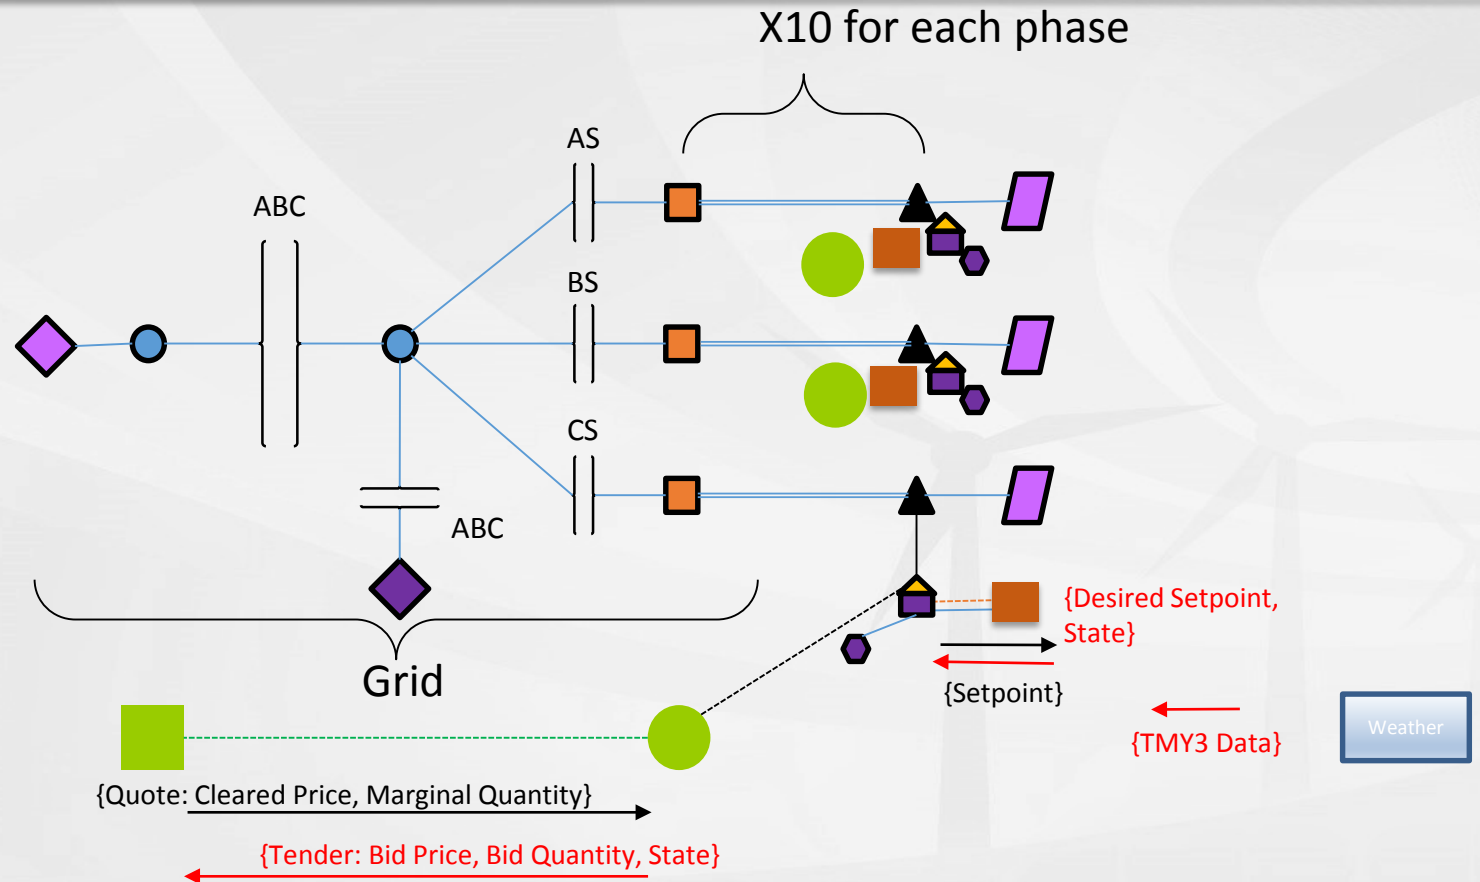 X10 for each phase
AS
ABC
BS
CS
ABC
Grid
{Desired Setpoint,
State}
{Setpoint}
{TMY3 Data}
Weather
{Quote: Cleared Price, Marginal Quantity}
{Tender: Bid Price, Bid Quantity, State}